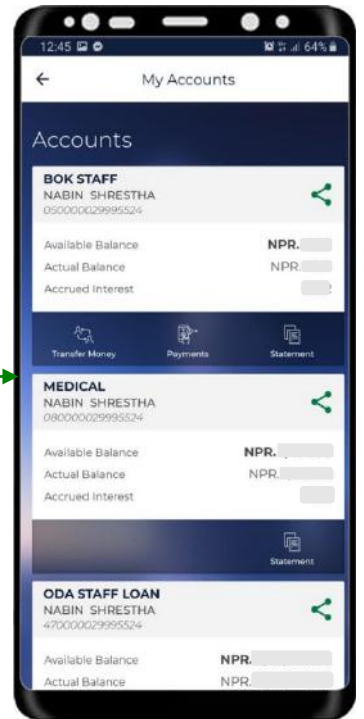 12:45 64%
My Accounts
Accounts
BOK STAFF
NABIN SHRESTHA
050000029995524
Available Balance NPR.
Actual Balance NPR.
Accrued Interest
Transfer Money Payments Statement
MEDICAL
NABIN SHRESTHA
080000029995524
Available Balance NPR.
Actual Balance NPR.
Accrued Interest
Statement
ODA STAFF LOAN
NABIN SHRESTHA
470000029995524
Available Balance NPR.
Actual Balance NPR.